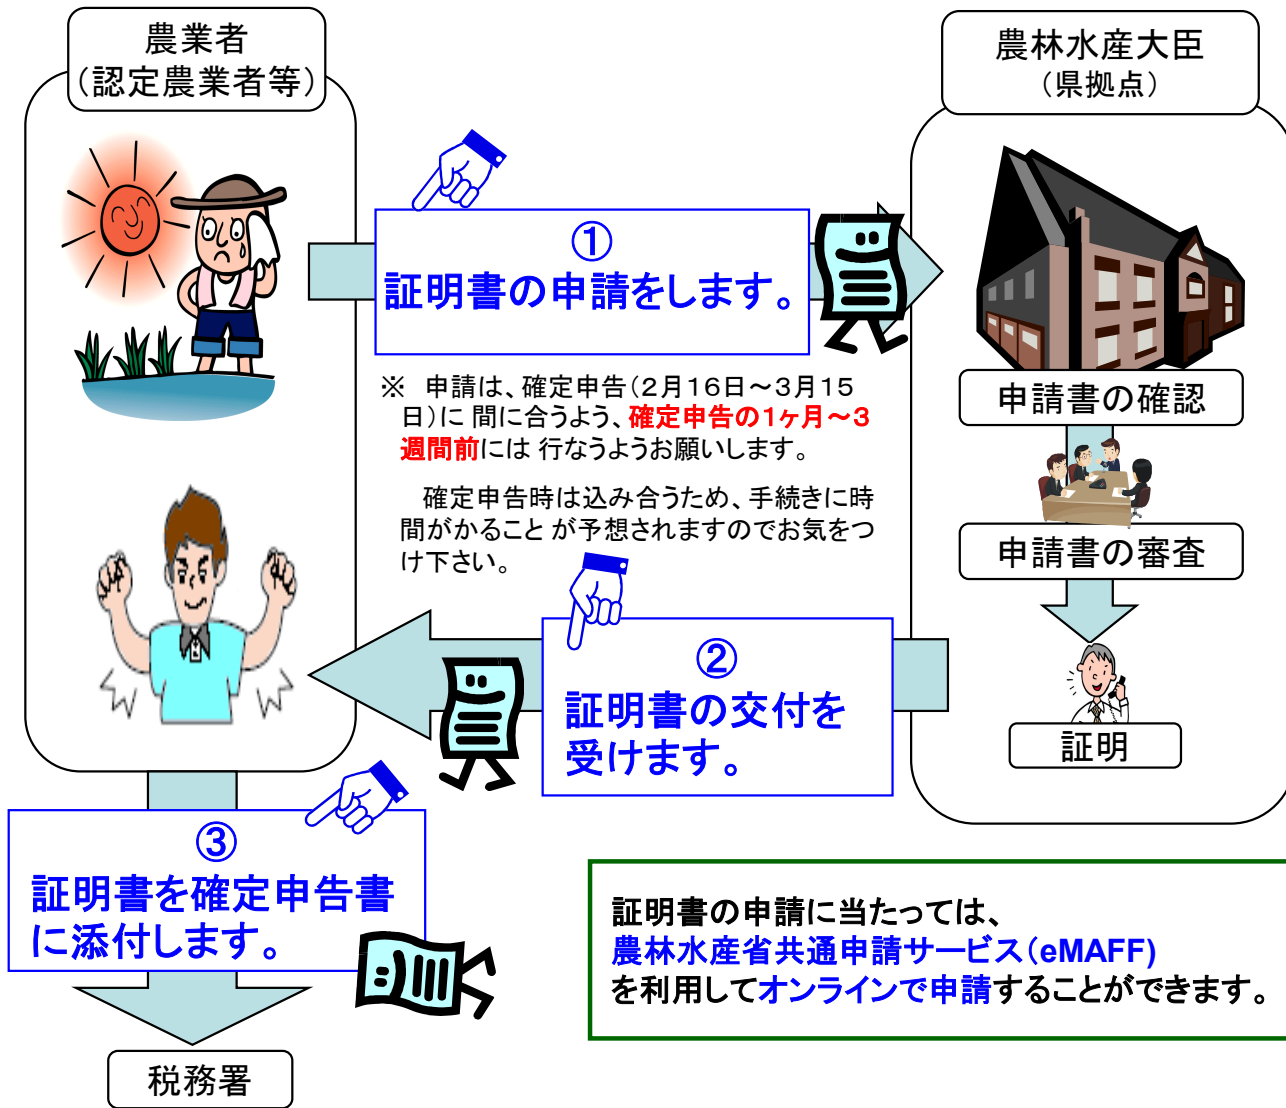 農業者
（認定農業者等）
農林水産大臣
（県拠点）
①
証明書の申請をします。
※　申請は、確定申告（２月16日～３月15
日）に 間に合うよう、確定申告の１ヶ月～３
週間前には 行なうようお願いします。
確定申告時は込み合うため、手続きに時
間がかること が予想されますのでお気をつ
け下さい。
申請書の確認
申請書の審査
証明
②
証明書の交付を
受けます。
③
証明書を確定申告書
に添付します。
税務署
証明書の申請に当たっては、
農林水産省共通申請サービス（eMAFF)
を利用してオンラインで申請することができます。